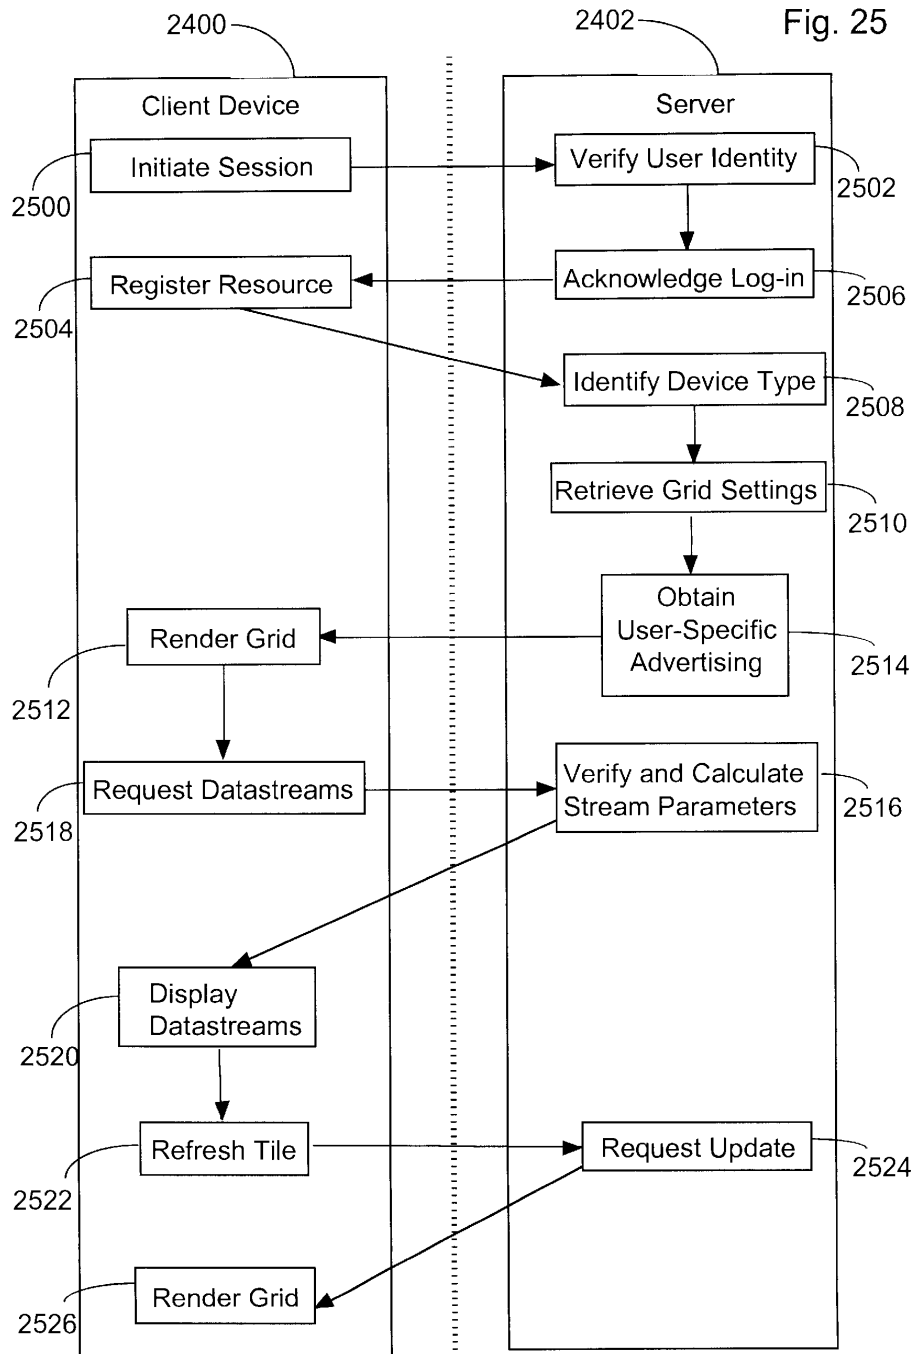 2400
2402
Fig. 25
Client Device
Server
Initiate Session
Verify User Identity
2500
2502
Register Resource
Acknowledge Log-in
2504
2506
Identify Device Type
2508
Retrieve Grid Settings
2510
Obtain
User-Specific
Advertising
Render Grid
2512
2514
Request Datastreams
Verify and Calculate
Stream Parameters
2518
2516
Display
Datastreams
2520
Refresh Tile
Request Update
2522
2524
Render Grid
2526